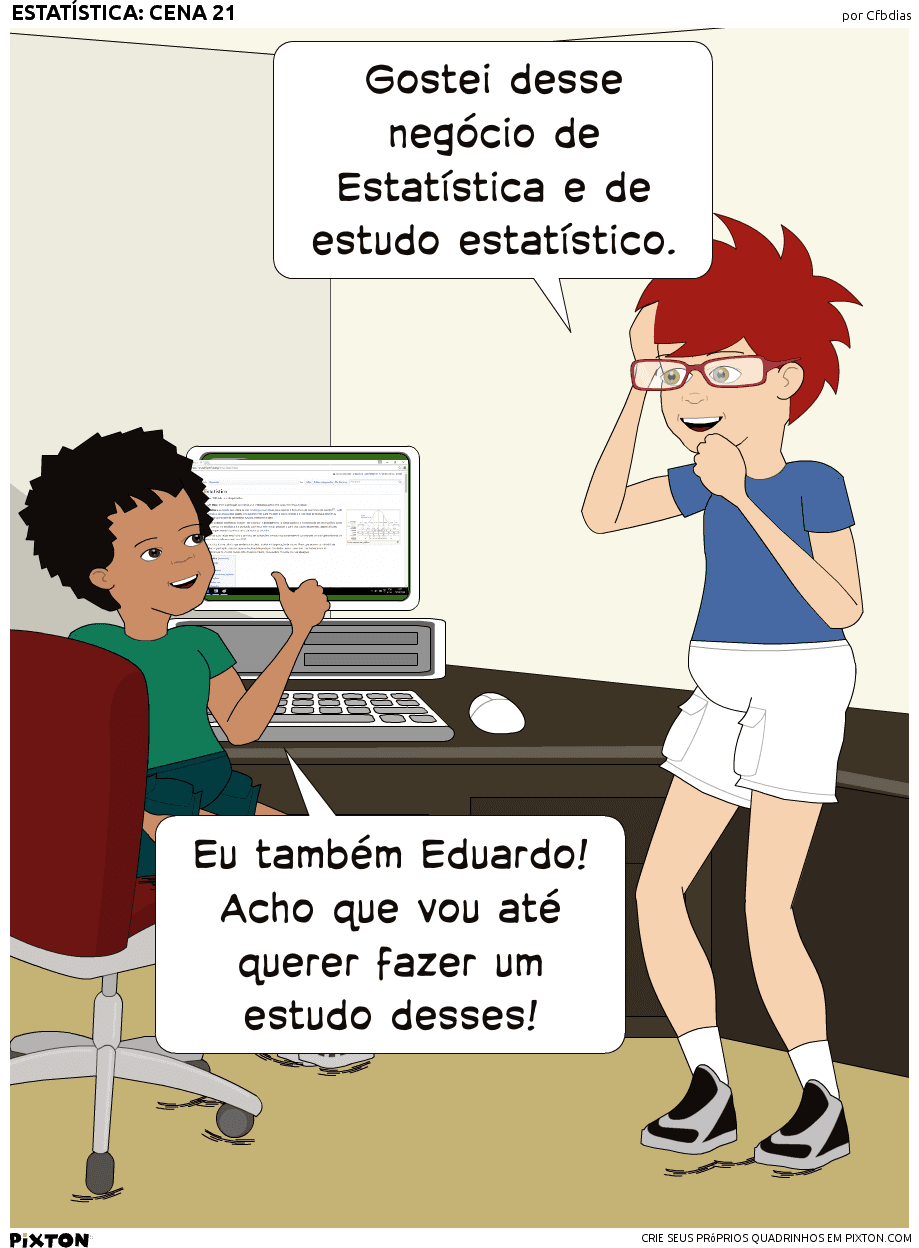 ESTATÍSTICA: CENA 21
por Cfbdias
Gostei desse
negócio de
Estatística e de
estudo estatístico.
Eu também Eduardo!
Acho que vou até
querer fazer um
estudo desses!
PIXTON
CRIE SEUS PRóPRIOS QUADRINHOS EM PIXTON.COM